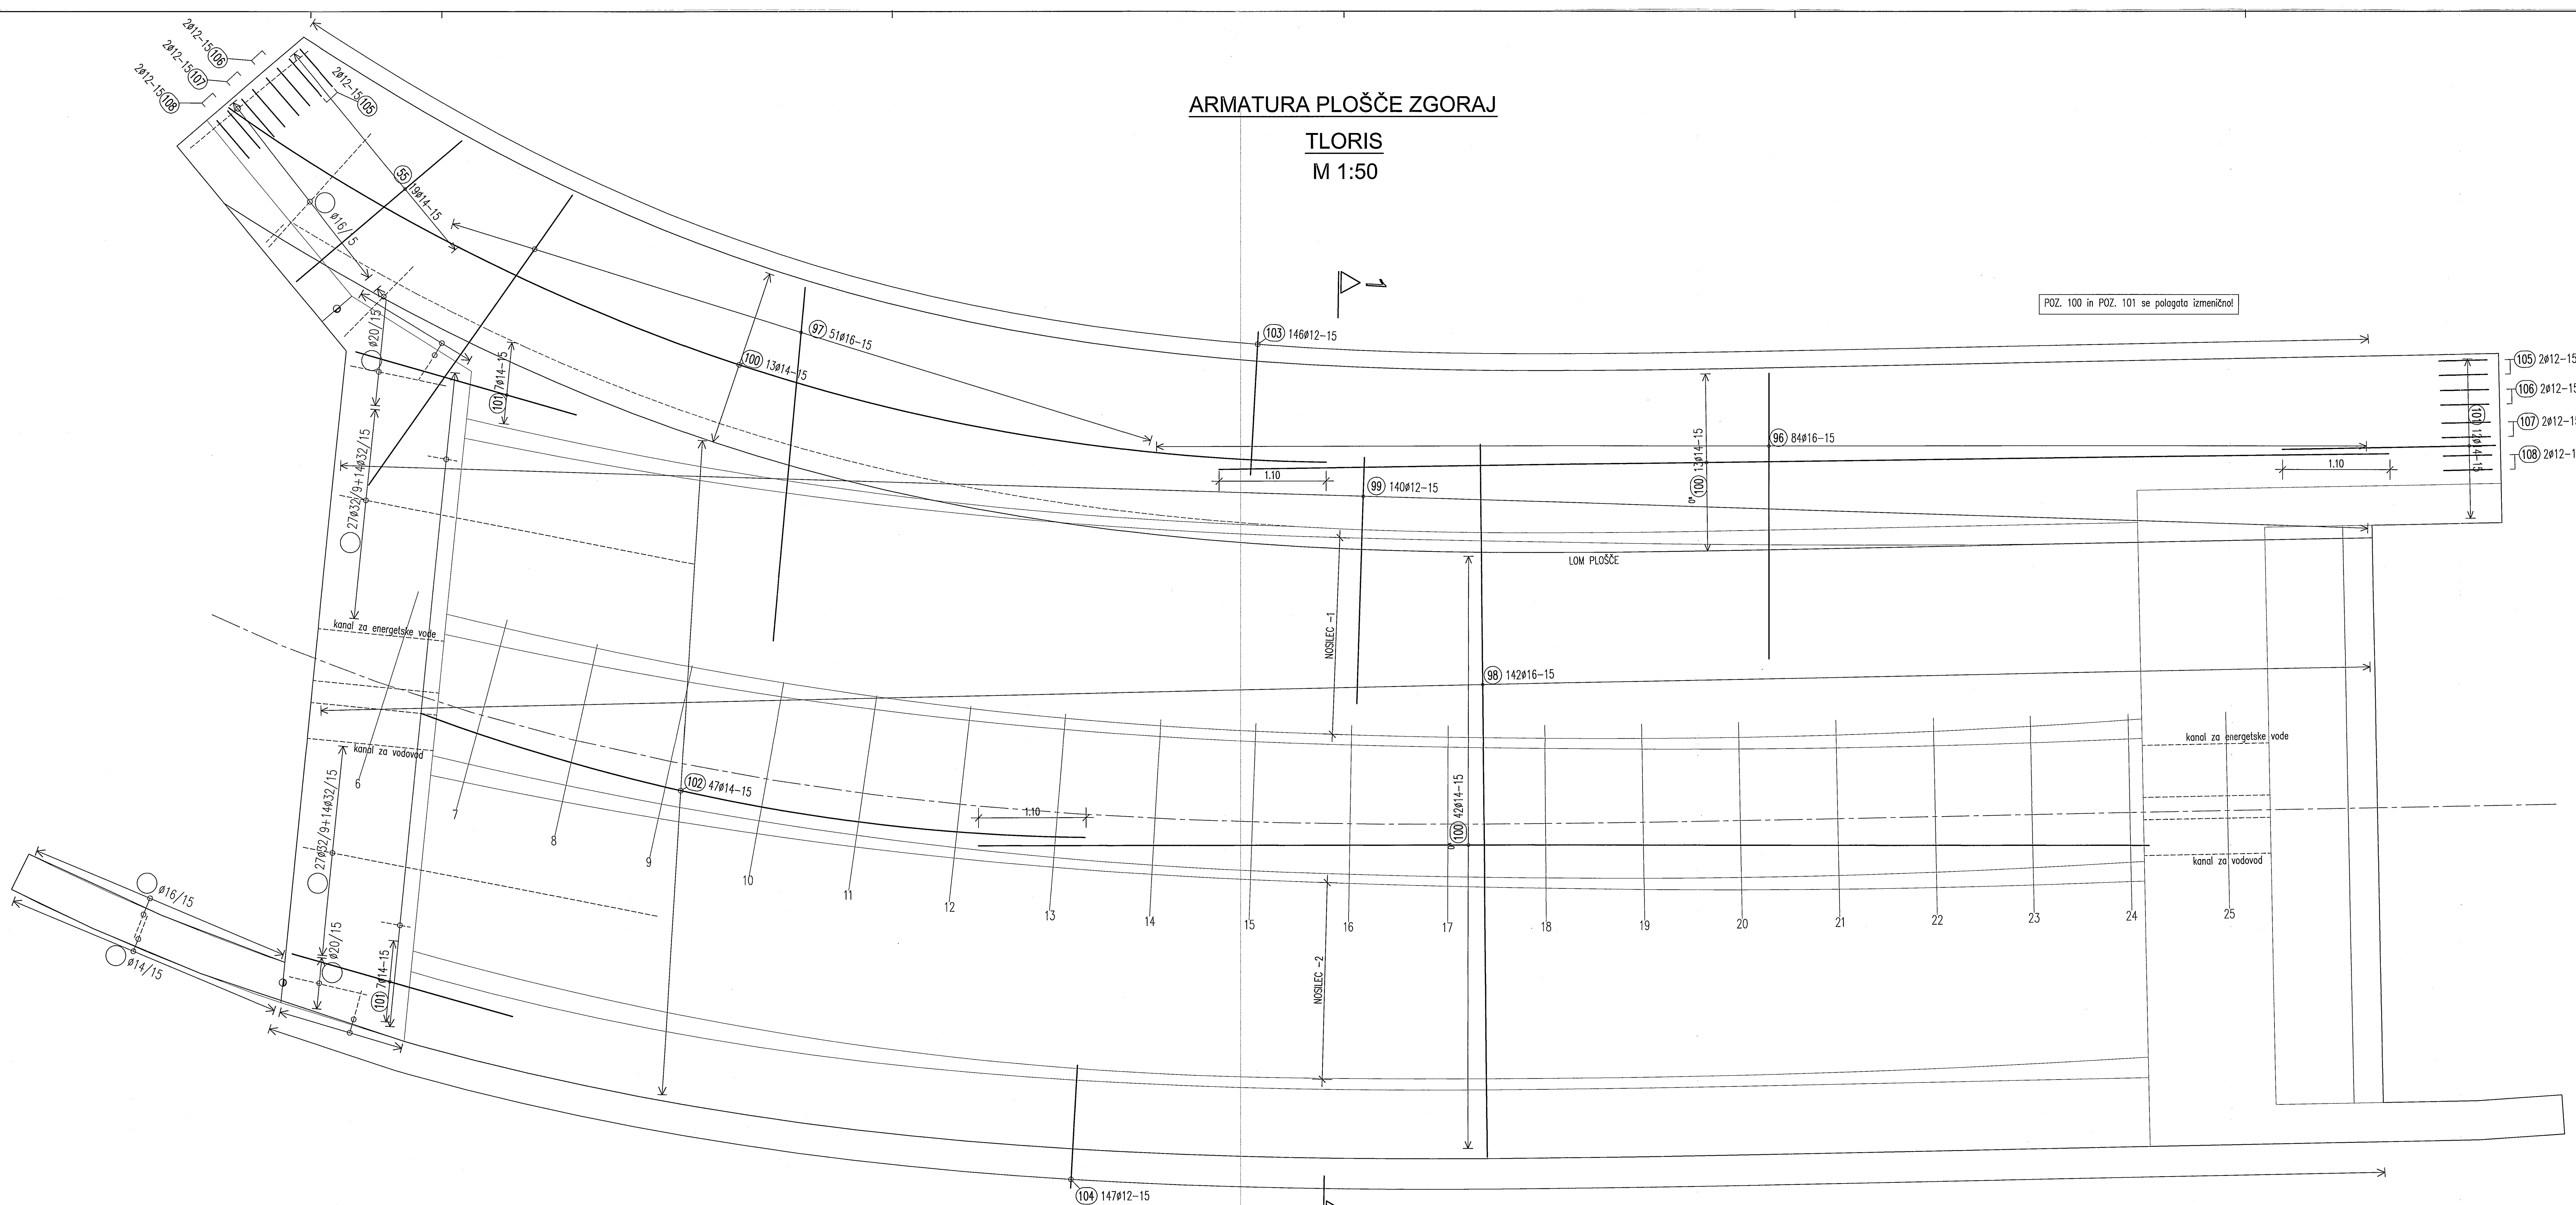 ARMATURA PLOŠČE ZGORAJ
TLORIS
M 1:50
2ø12-15 106
2ø12-15 107
2ø12-15 108
2ø12-15 105
55 19ø14-15
ø20/15
101 7ø14-15
97 51ø16-15
100 13ø14-15
103 146ø12-15
1
POZ. 100 in POZ. 101 se polagata izmenično!
105 2ø12-15
106 2ø12-15
107 2ø12-15
108 2ø12-1
101 12ø14-15
96 84ø16-15
100 13ø14-15
1.10
1.10
99 140ø12-15
27ø32/9+14ø32/15
LOM PLOŠČE
NOSILEC -1
kanal za energetske vode
98 142ø16-15
kanal za vodovod
kanal za energetske vode
102 47ø14-15
1.10
100 42ø14-15
kanal za vodovod
27ø32/9+14ø32/15
6
7
8
9
10
11
12
13
14
15
16
17
18
19
20
21
22
23
24
25
ø16/15
ø14/15
ø20/15
101 7ø14-15
NOSILEC -2
104 147ø12-15